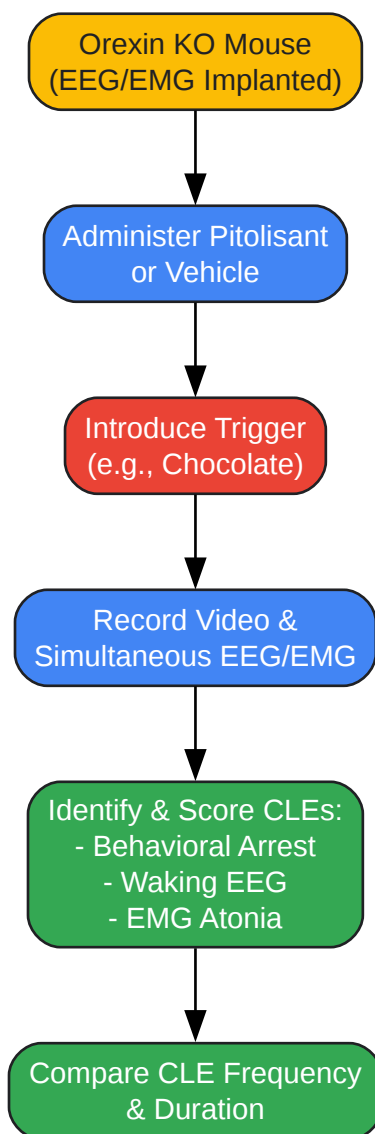 Orexin KO Mouse
(EEG/EMG Implanted)
Administer Pitolisant
or Vehicle
Introduce Trigger
(e.g., Chocolate)
Record Video &
Simultaneous EEG/EMG
Identify & Score CLEs:
- Behavioral Arrest
- Waking EEG
- EMG Atonia
Compare CLE Frequency
& Duration